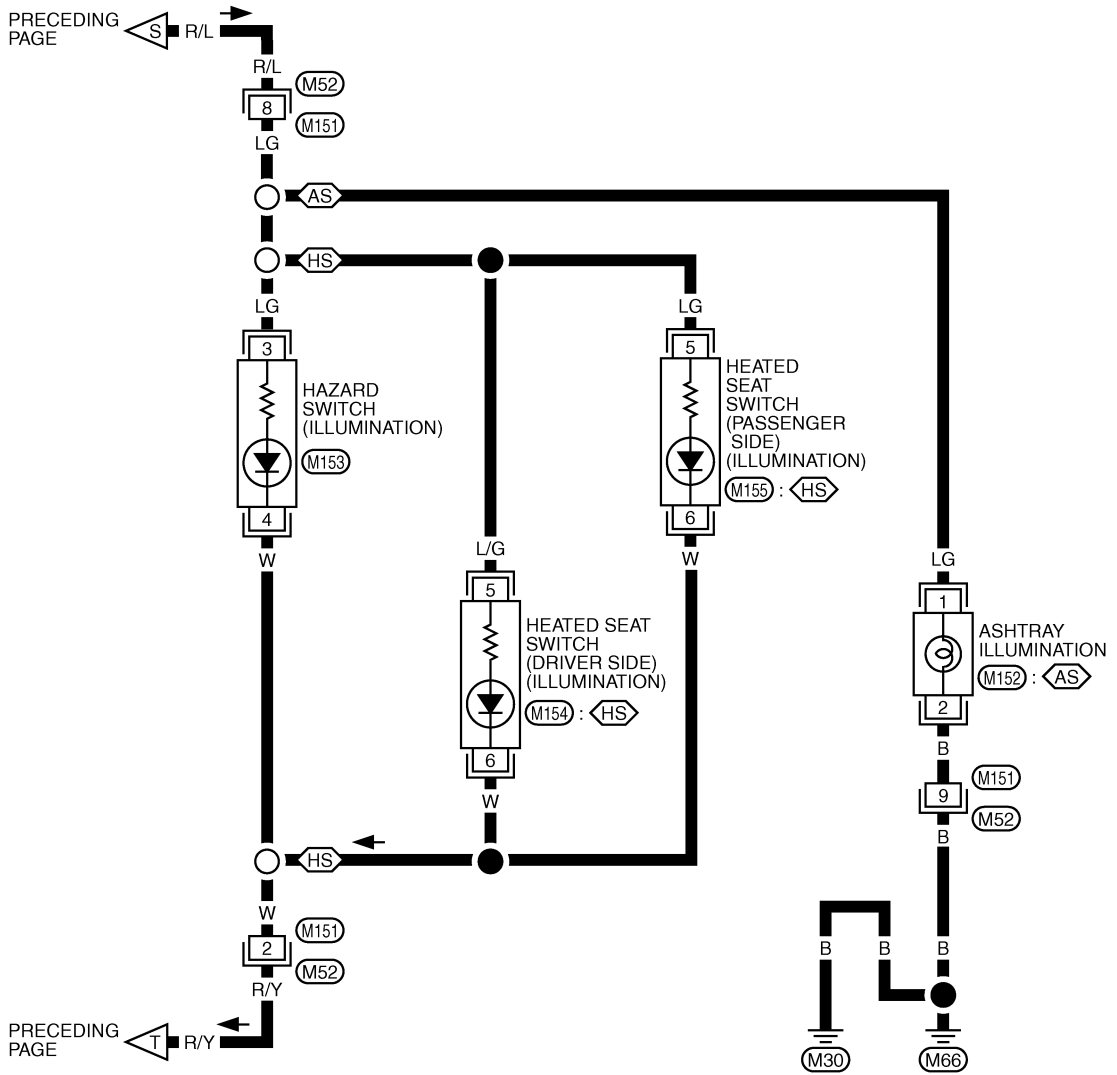 PRECEDING
PAGE
S
R/L
R/L
M52
8
M151
LG
AS
HS
LG
3
HAZARD
SWITCH
(ILLUMINATION)
M153
4
W
LG
5
HEATED
SEAT
SWITCH
(PASSENGER
SIDE)
(ILLUMINATION)
M155 : HS
6
W
L/G
5
HEATED SEAT
SWITCH
(DRIVER SIDE)
(ILLUMINATION)
M154 : HS
6
W
LG
1
ASHTRAY
ILLUMINATION
M152 : AS
2
B
M151
9
M52
B
HS
W
M151
2
M52
R/Y
B
B
B
PRECEDING
PAGE
T
R/Y
M30
M66